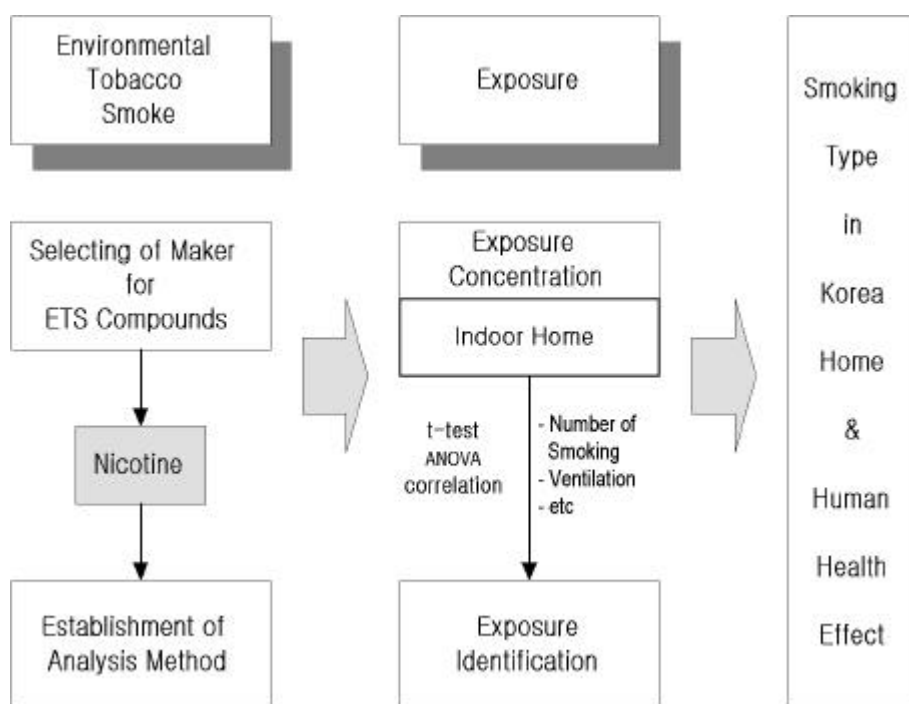 Environmental
Tobacco
Smoke
Selecting of Maker
for
ETS Compounds
Nicotine
Establishment of
Analysis Method
Exposure
Exposure
Concentration
Indoor Home
t-test
ANOVA
correlation
- Number of
Smoking
- Ventilation
- etc
Exposure
Identification
Smoking
Type
in
Korea
Home
&
Human
Health
Effect